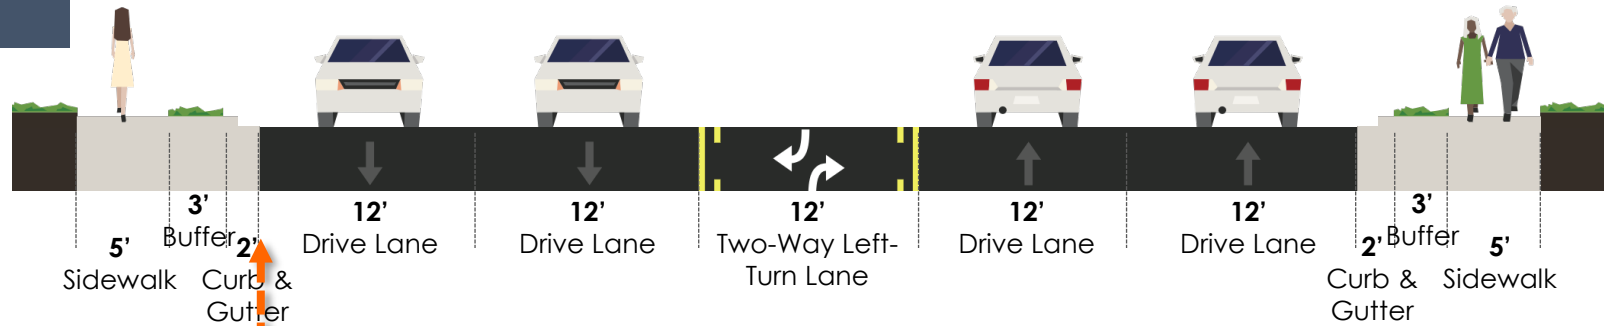 5’
Sidewalk
3’
Buffer
2’
Curb &
Gutter
12’
Drive Lane
12’
Drive Lane
12’
Two-Way Left-
Turn Lane
12’
Drive Lane
12’
Drive Lane
2’
Curb &
Gutter
3’
Buffer
5’
Sidewalk